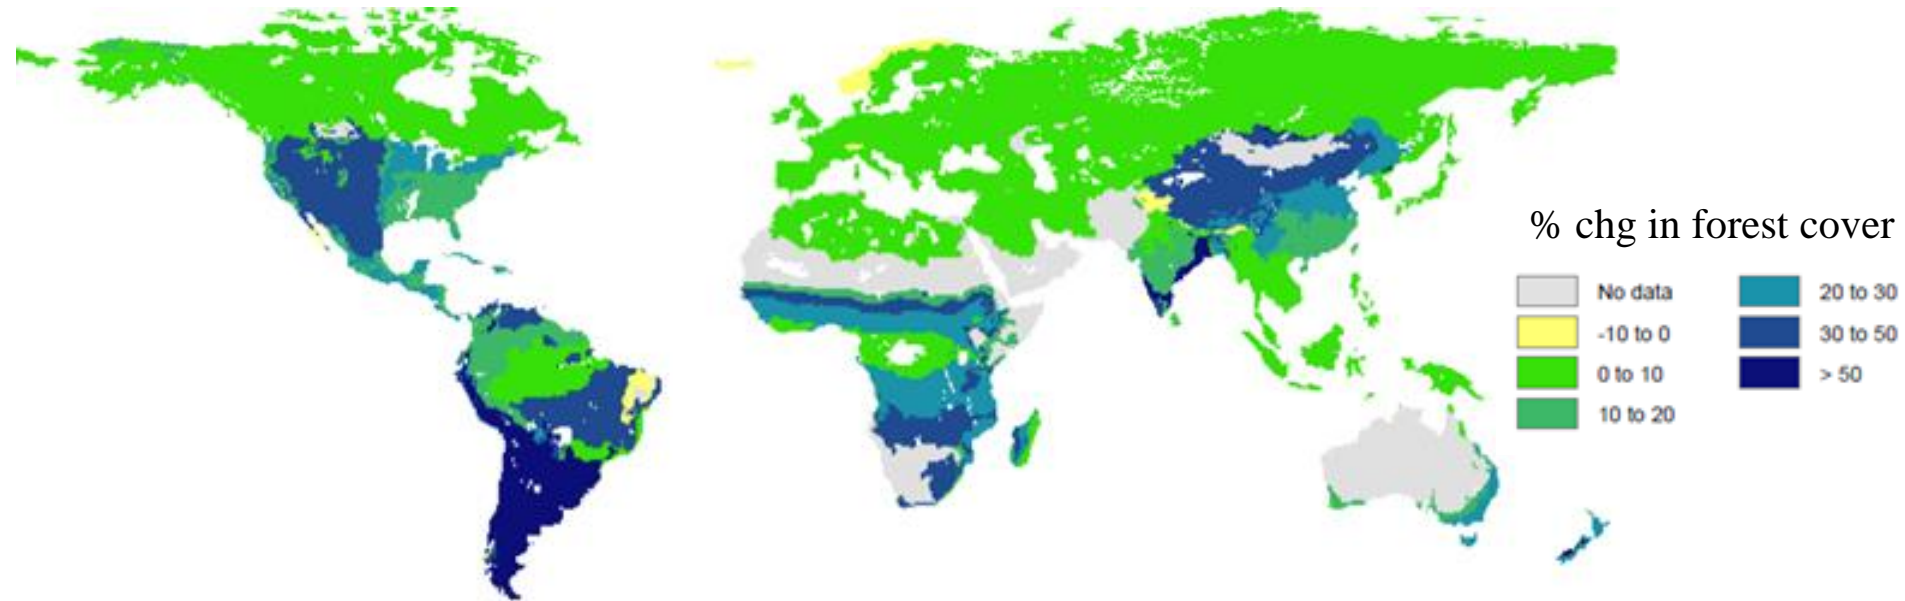 % chg in forest cover
No data
-10 to 0
0 to 10
10 to 20
20 to 30
30 to 50
> 50